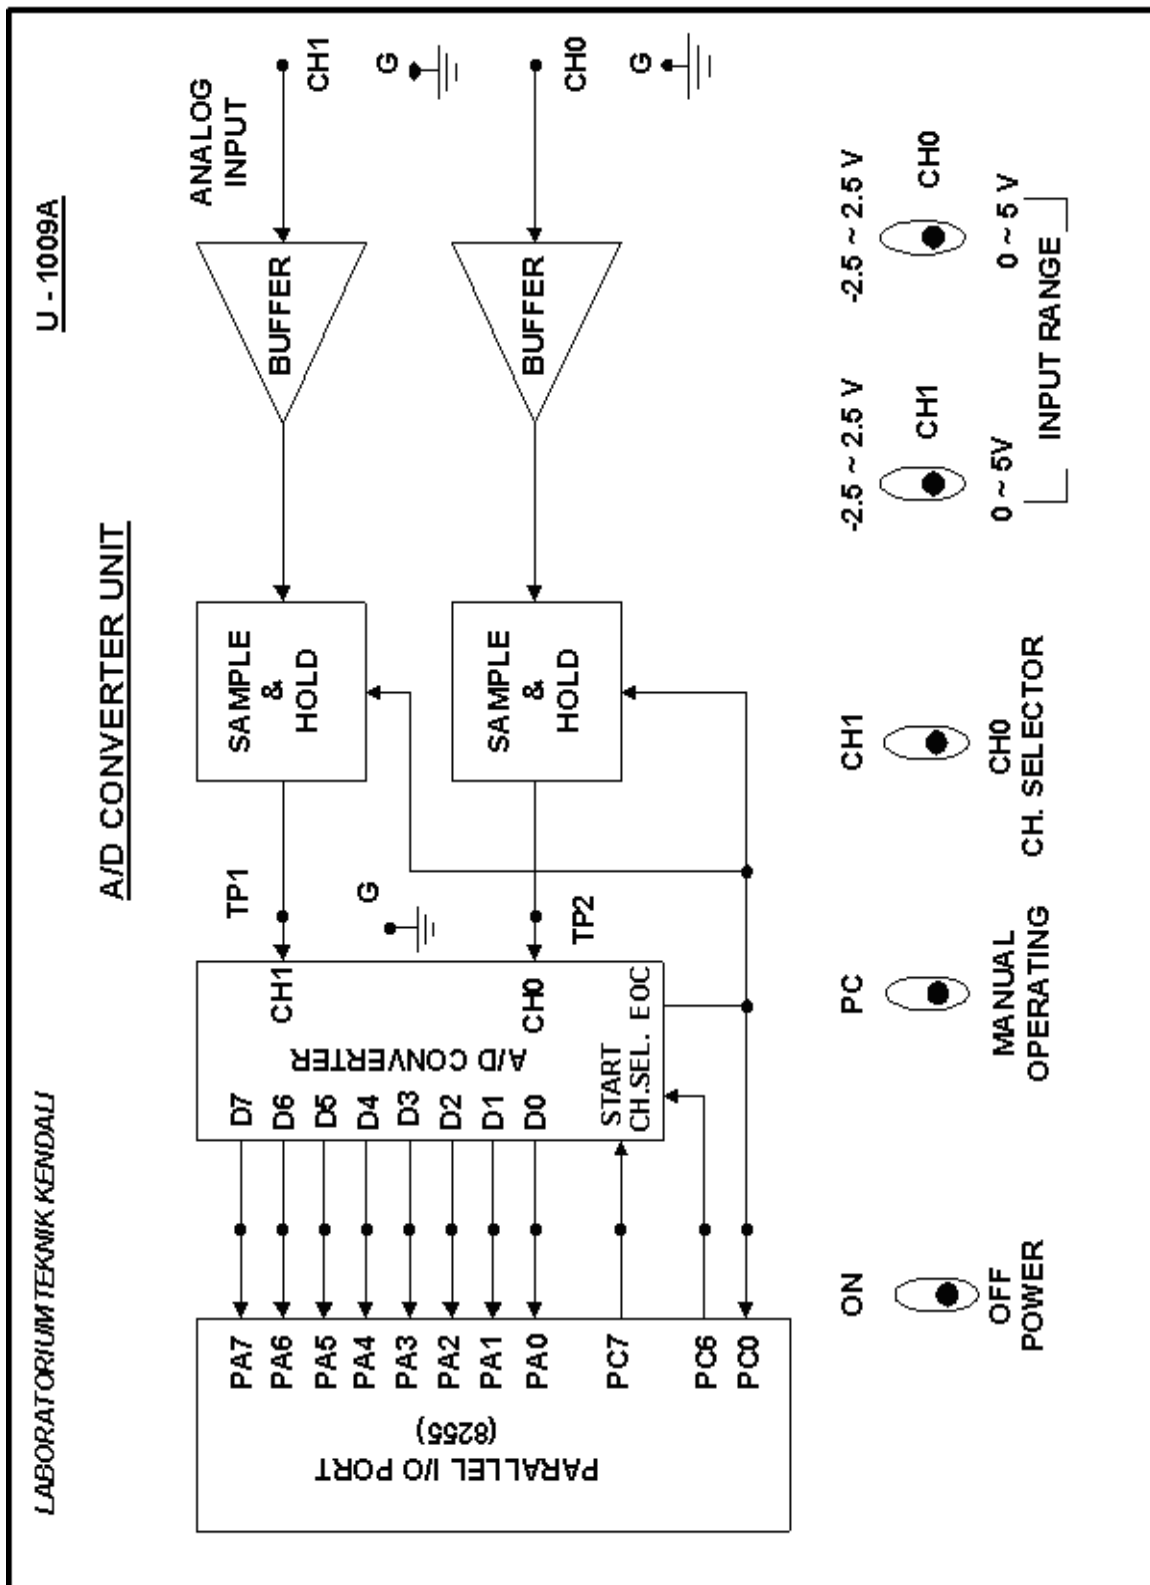 LABORATORIUM TEKNIK KENDALI
U - 1009A
A/D CONVERTER UNIT
ANALOG
INPUT
PARALLEL I/O PORT
(8255)
PA7
PA6
PA5
PA4
PA3
PA2
PA1
PA0
PC7
PC6
PC0
D7
D6
D5
D4
D3
D2
D1
D0
A/D CONVERTER
CH1
CH0
START
CH.SEL. EOC
TP1
G
TP2
SAMPLE
&
HOLD
SAMPLE
&
HOLD
BUFFER
BUFFER
CH1
G
CH0
G
ON
OFF
POWER
PC
MANUAL
OPERATING
CH1
CH0
CH. SELECTOR
-2.5 ~ 2.5 V
CH1
0 ~ 5V
-2.5 ~ 2.5 V
CH0
0 ~ 5 V
INPUT RANGE